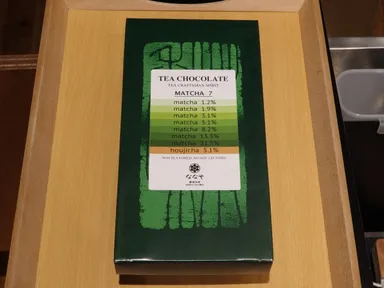 TEA CHOCOLATE
TEA CRAFTSMAN SPIRIT
MATCHA 7
matcha 1.2%
matcha 1.9%
matcha 3.1%
matcha 5.1%
matcha 8.2%
matcha 13.3%
houjicha 5.1%
ななや